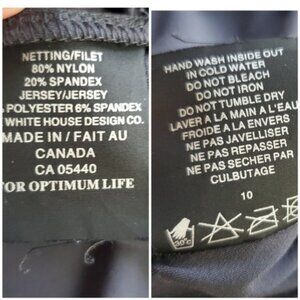 NETTING/FILET
80% NYLON
20% SPANDEX
JERSEY/JERSEY
% POLYESTER 6% SPANDEX
WHITE HOUSE DESIGN CO.
MADE IN / FAIT AU
CANADA
CA 05440
FOR OPTIMUM LIFE
HAND WASH INSIDE OUT
IN COLD WATER
DO NOT BLEACH
DO NOT IRON
DO NOT TUMBLE DRY
LAVER A LA MAIN A L'EAU
FROIDE A LA ENVERS
NE PAS JAVELLISER
NE PAS REPASSER
NE PAS SECHER PAR
CULBUTAGE
10
30°C